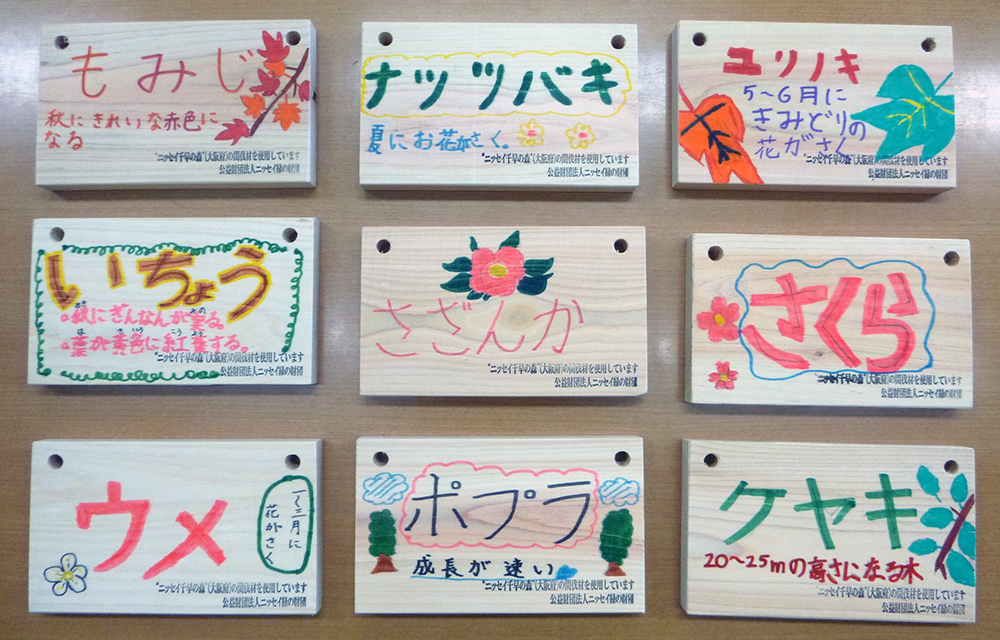 もみじ
秋にきれいな赤色に
なる
"ニッセイ千早の森"(大阪府)の間伐材を使用しています
公益財団法人ニッセイ緑の財団
ナツツバキ
夏にお花がさく。
"ニッセイ千早の森"(大阪府)の間伐材を使用しています
公益財団法人ニッセイ緑の財団
ユリノキ
5〜6月に
きみどりの
花がさく
"ニッセイ千早の森"(大阪府)の間伐材を使用しています
公益財団法人ニッセイ緑の財団
いちょう
。秋にぎんなんが実る。
。葉が黄色に紅葉する。
"ニッセイ千早の森"(大阪府)の間伐材を使用しています
公益財団法人ニッセイ緑の財団
さざんか
"ニッセイ千早の森"(大阪府)の間伐材を使用しています
公益財団法人ニッセイ緑の財団
さくら
"ニッセイ千早の森"(大阪府)の間伐材を使用しています
公益財団法人ニッセイ緑の財団
ウメ
一〜三月に
花がさく
"ニッセイ千早の森"(大阪府)の間伐材を使用しています
公益財団法人ニッセイ緑の財団
ポプラ
成長が速い
"ニッセイ千早の森"(大阪府)の間伐材を使用しています
公益財団法人ニッセイ緑の財団
ケヤキ
20〜25mの高さになる木
"ニッセイ千早の森"(大阪府)の間伐材を使用しています
公益財団法人ニッセイ緑の財団